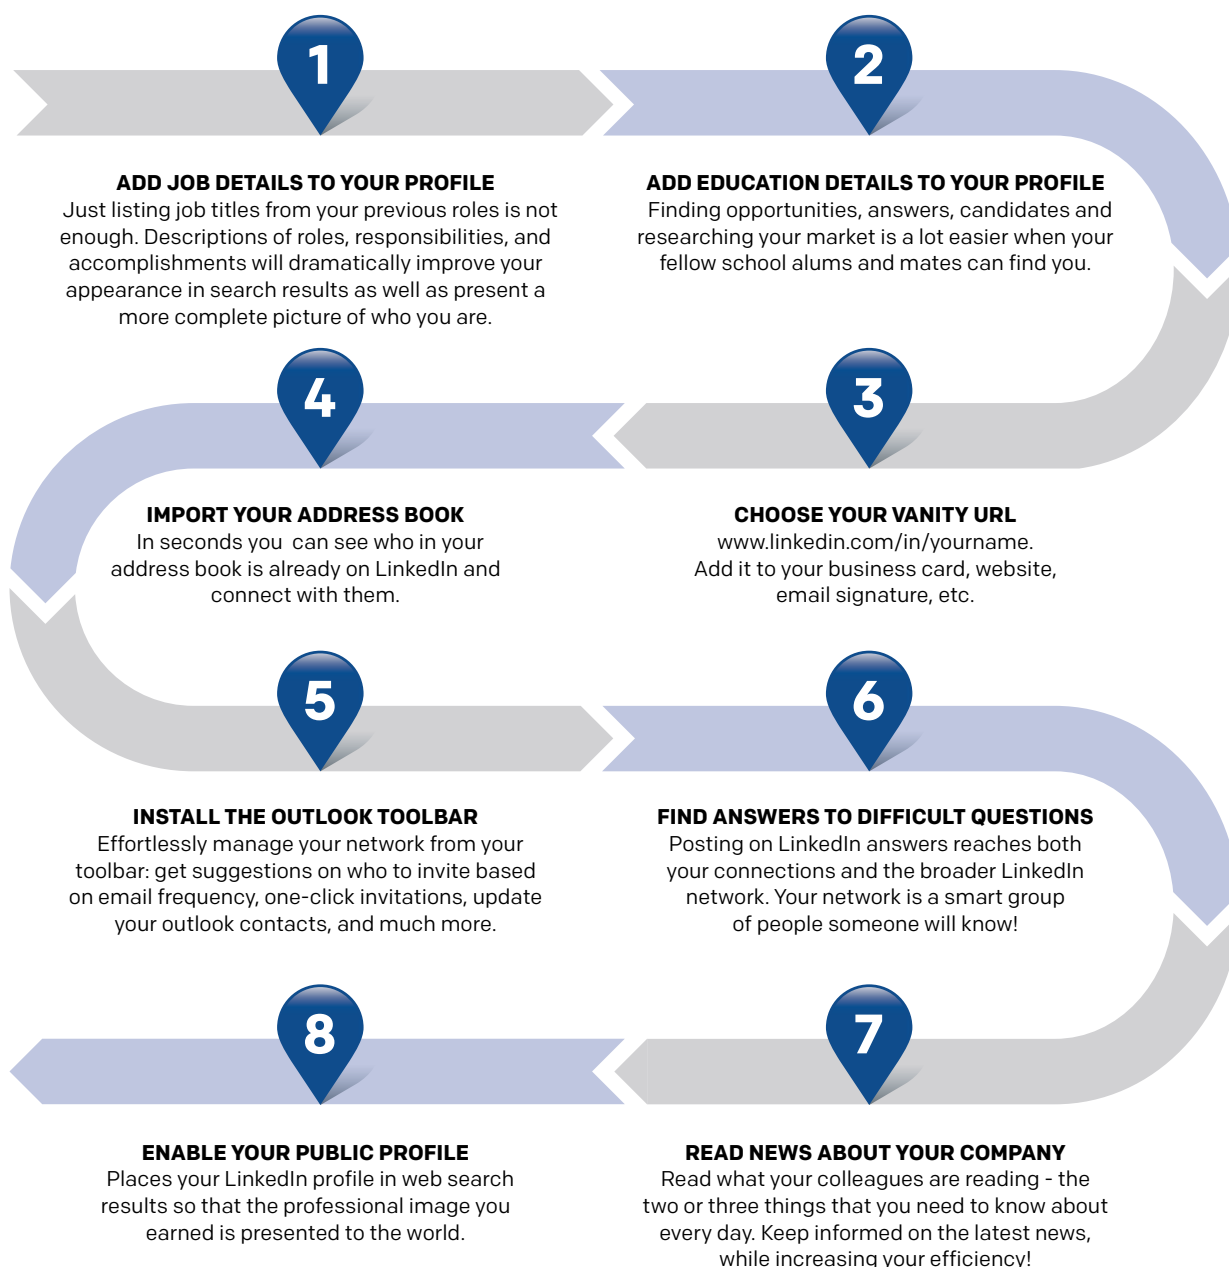 1
ADD JOB DETAILS TO YOUR PROFILE
Just listing job titles from your previous roles is not
enough. Descriptions of roles, responsibilities, and
accomplishments will dramatically improve your
appearance in search results as well as present a
more complete picture of who you are.
2
ADD EDUCATION DETAILS TO YOUR PROFILE
Finding opportunities, answers, candidates and
researching your market is a lot easier when your
fellow school alums and mates can find you.
3
CHOOSE YOUR VANITY URL
www.linkedin.com/in/yourname.
Add it to your business card, website,
email signature, etc.
4
IMPORT YOUR ADDRESS BOOK
In seconds you can see who in your
address book is already on LinkedIn and
connect with them.
5
INSTALL THE OUTLOOK TOOLBAR
Effortlessly manage your network from your
toolbar: get suggestions on who to invite based
on email frequency, one-click invitations, update
your outlook contacts, and much more.
6
FIND ANSWERS TO DIFFICULT QUESTIONS
Posting on LinkedIn answers reaches both
your connections and the broader LinkedIn
network. Your network is a smart group
of people someone will know!
7
READ NEWS ABOUT YOUR COMPANY
Read what your colleagues are reading - the
two or three things that you need to know about
every day. Keep informed on the latest news,
while increasing your efficiency!
8
ENABLE YOUR PUBLIC PROFILE
Places your LinkedIn profile in web search
results so that the professional image you
earned is presented to the world.